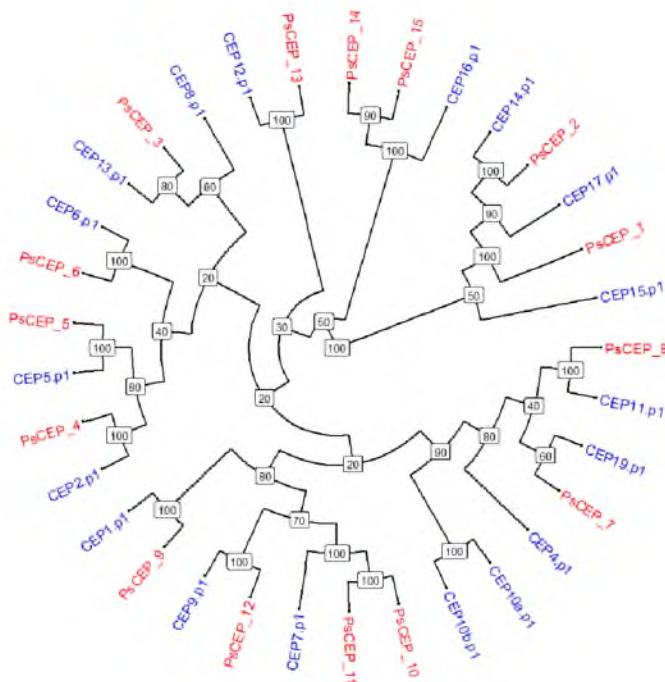 PsCEP_14
PsCEP_15
CEP16.p1
CEP14.p1
PsCEP_2
CEP17.p1
PsCEP_1
CEP15.p1
PsCEP_8
CEP11.p1
CEP19.p1
PsCEP_7
CEP4.p1
CEP10a.p1
CEP10b.p1
PsCEP_10
PsCEP_11
CEP7.p1
PsCEP_12
CEP9.p1
PsCEP_9
CEP1.p1
CEP2.p1
PsCEP_4
CEP5.p1
PsCEP_5
PsCEP_6
CEP6.p1
CEP13.p1
PsCEP_3
CEP8.p1
CEP12.p1
PsCEP_13
90
100
100
100
90
80
60
100
100
50
20
100
20
30
50
100
40
100
100
80
40
60
20
100
20
90
80
80
100
70
100
100
100
100